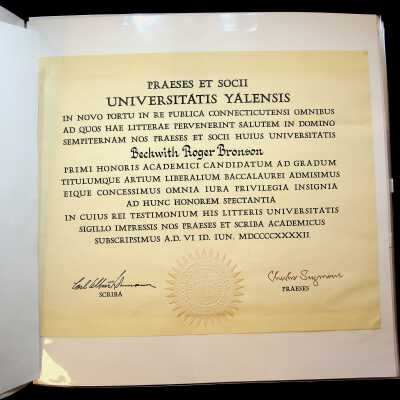 PRAESES ET SOCII
UNIVERSITATIS YALENSIS
IN NOVO PORTU IN RE PUBLICA CONNECTICUTENSI OMNIBUS
AD QUOS HAE LITTERAE PERVENERINT SALUTEM IN DOMINO
SEMPITERNAM NOS PRAESES ET SOCII HUIUS UNIVERSITATIS
Beckwith Roger Bronson
PRIMI HONORIS ACADEMICI CANDIDATUM AD GRADUM
TITULUMQUE ARTIUM LIBERALIUM BACCALAUREI ADMISIMUS
EIQUE CONCESSIMUS OMNIA IURA PRIVILEGIA INSIGNIA
AD HUNC HONOREM SPECTANTIA
IN CUIUS REI TESTIMONIUM HIS LITTERIS UNIVERSITATIS
SIGILLO IMPRESSIS NOS PRAESES ET SCRIBA ACADEMICUS
SUBSCRIPSIMUS A.D. VI ID. IUN. MDCCCCXXXXII
Charles Seymour
SCRIBA
PRAESES